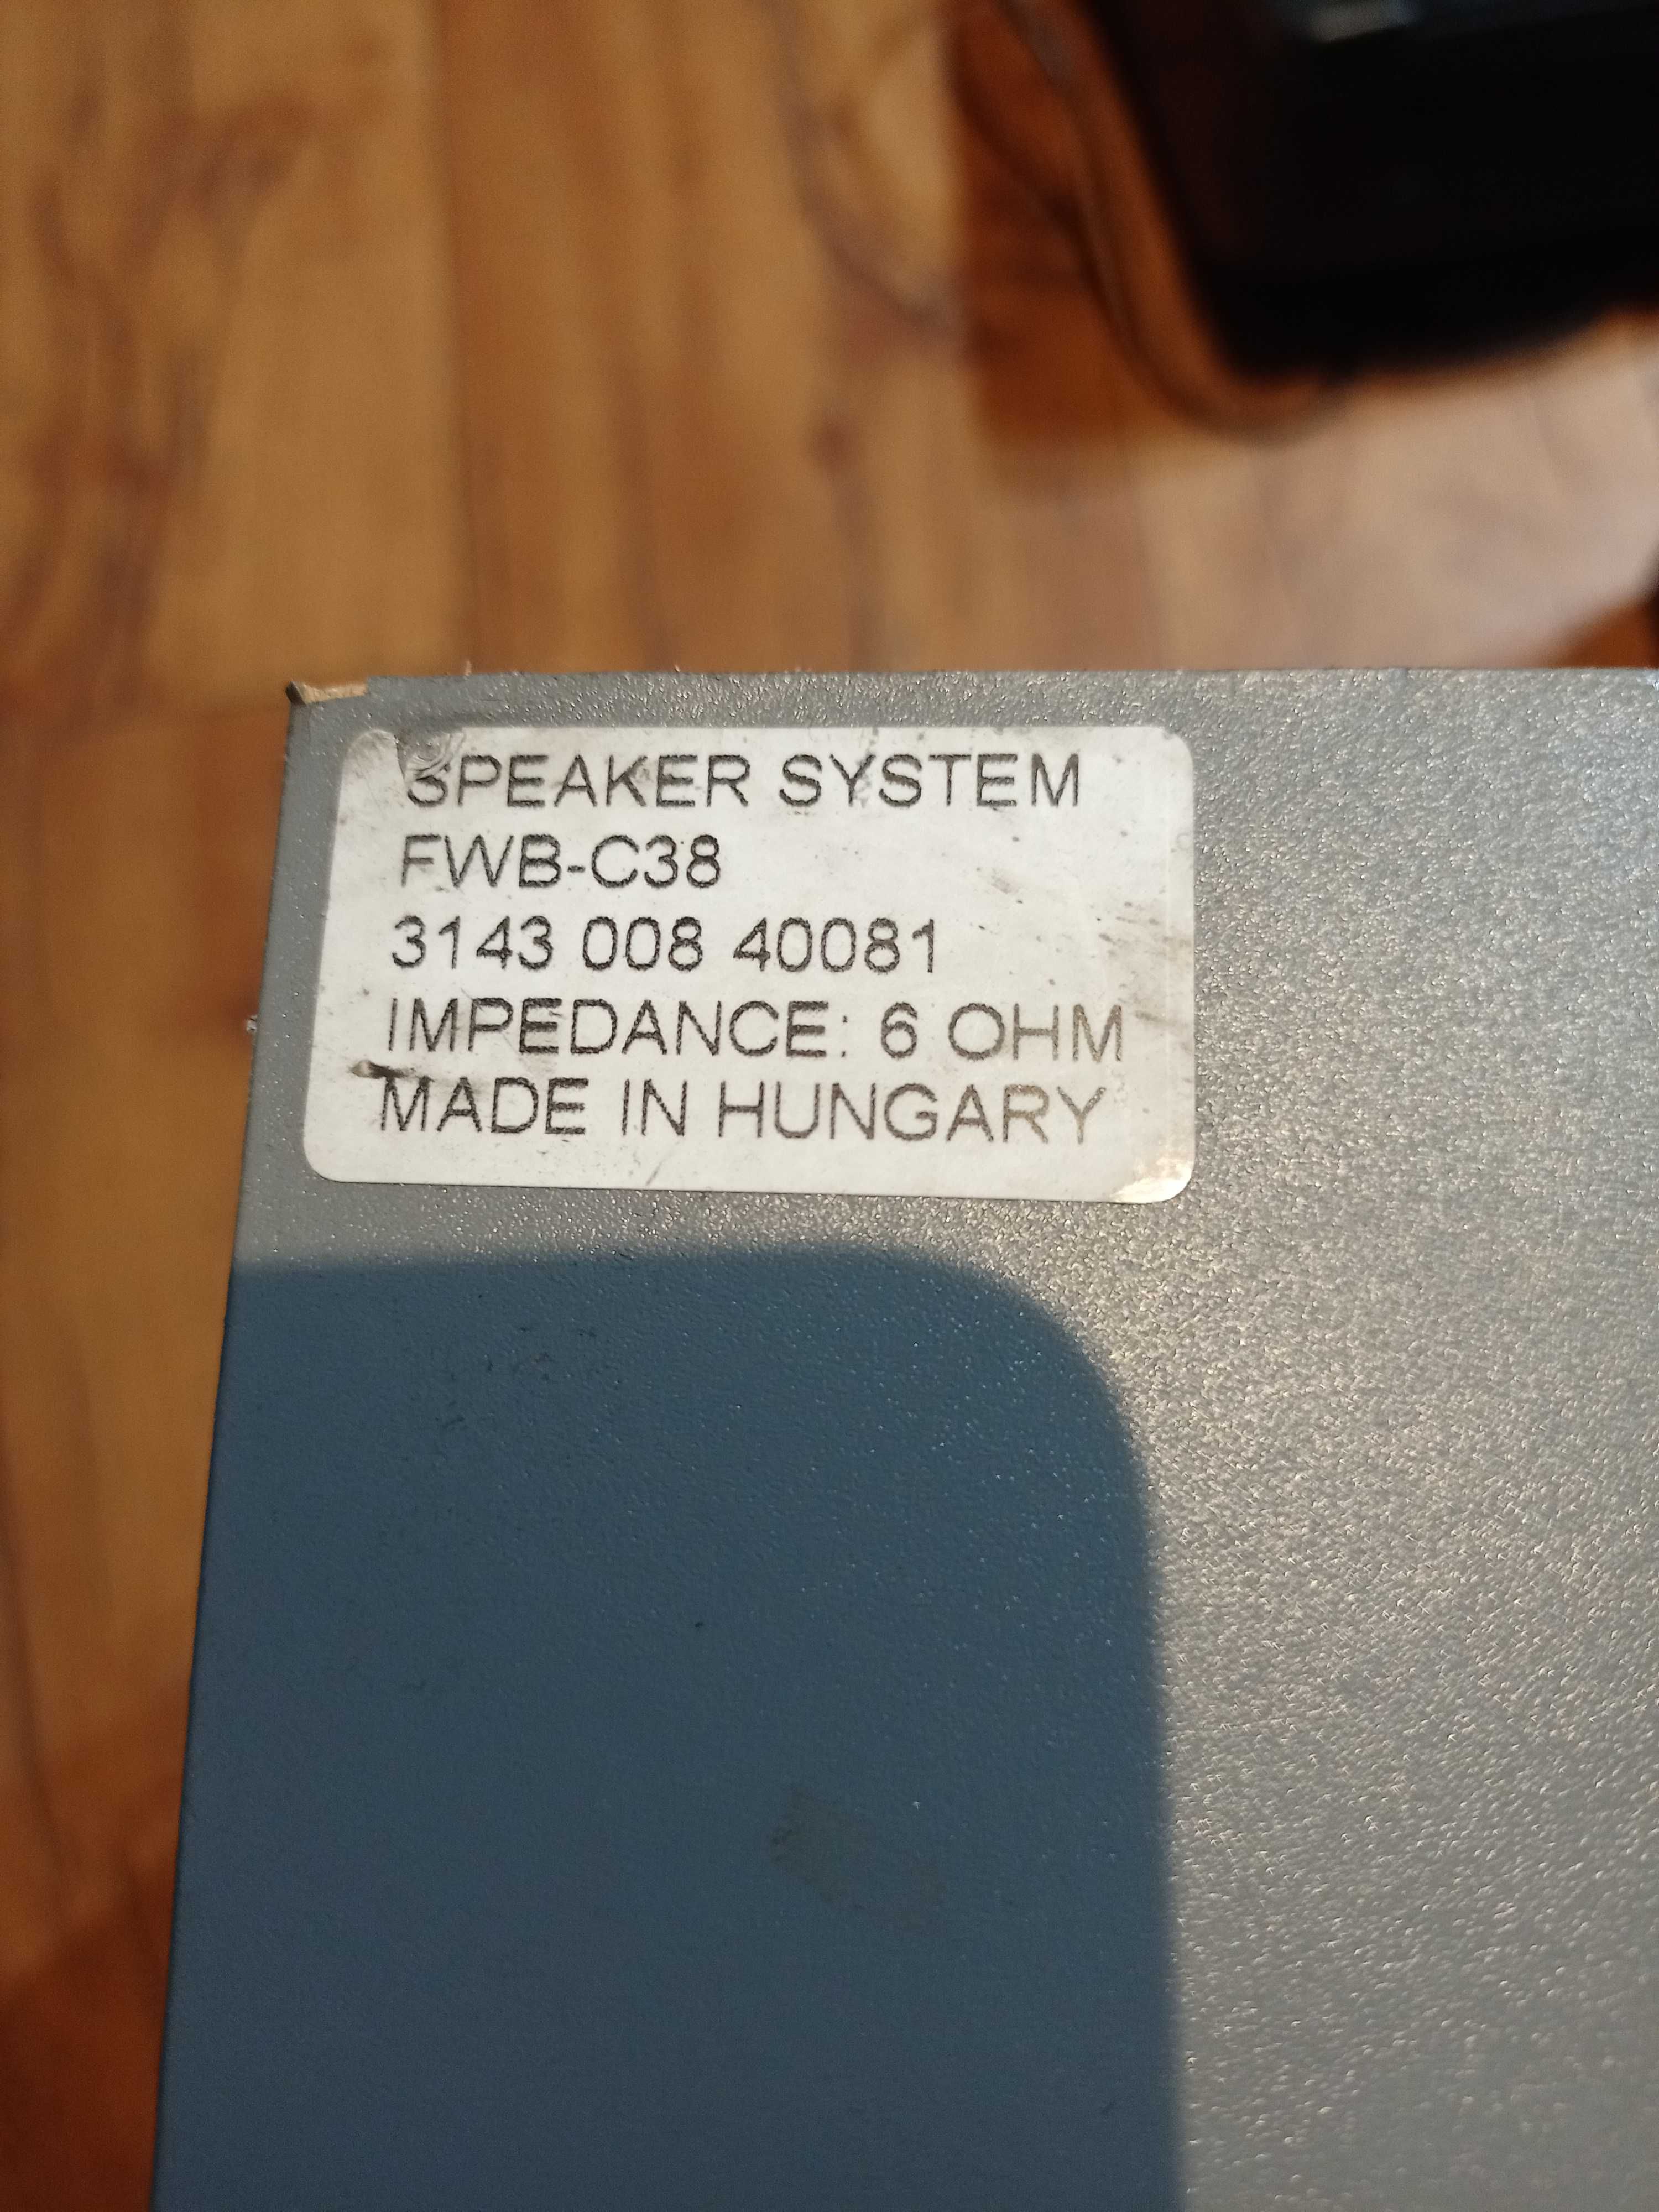 SPEAKER SYSTEM
FWB-C38
3143 008 40081
IMPEDANCE: 6 OHM
MADE IN HUNGARY